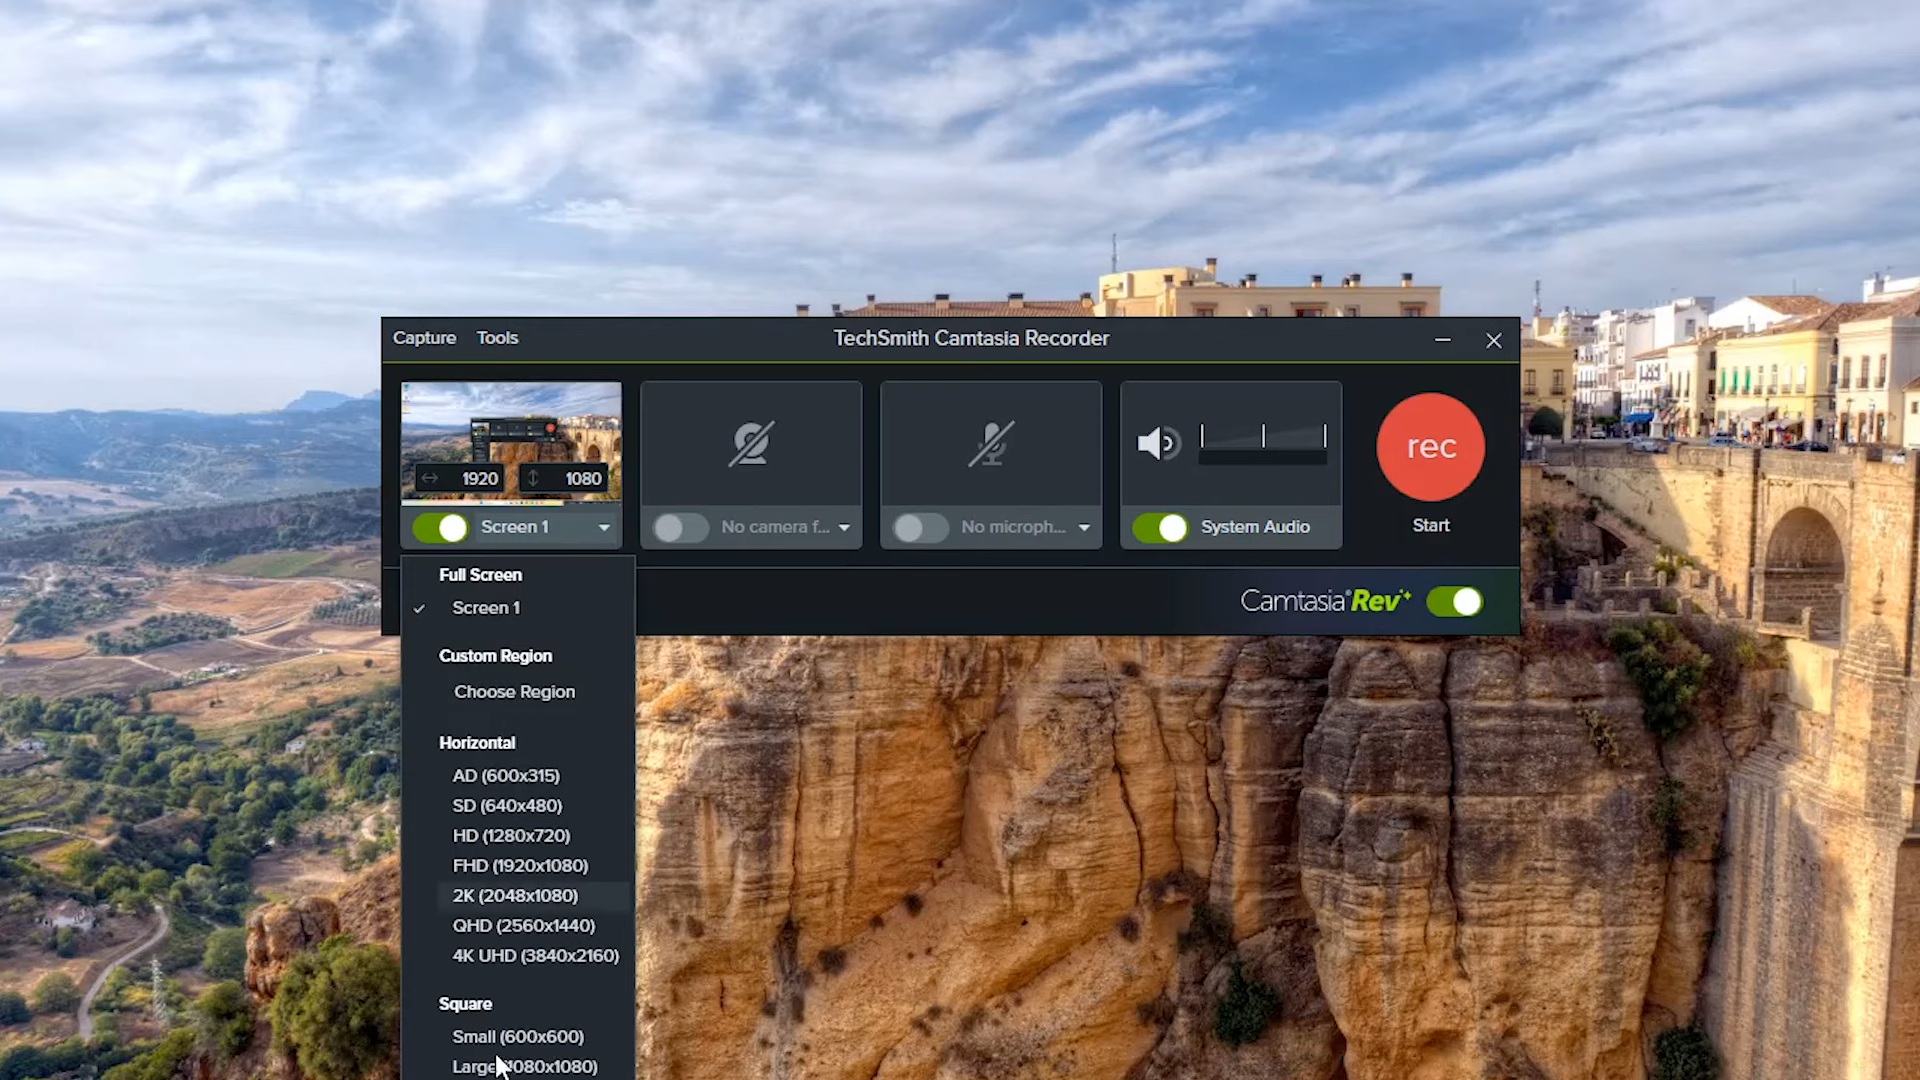 Capture Tools TechSmith Camtasia Recorder
1920 1080
rec
Screen 1 No camera f... No microph... System Audio Start
Camtasia Rev
Full Screen
Screen 1
Custom Region
Choose Region
Horizontal
AD (600x315)
SD (640x480)
HD (1280x720)
FHD (1920x1080)
2K (2048x1080)
QHD (2560x1440)
4K UHD (3840x2160)
Square
Small (600x600)
Large (1080x1080)